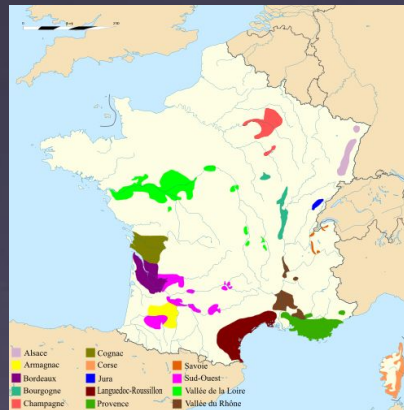 Alsace
Armagnac
Bordeaux
Bourgogne
Champagne
Cognac
Corse
Jura
Languedoc-Roussillon
Provence
Savoie
Sud-Ouest
Vallée de la Loire
Vallée du Rhône